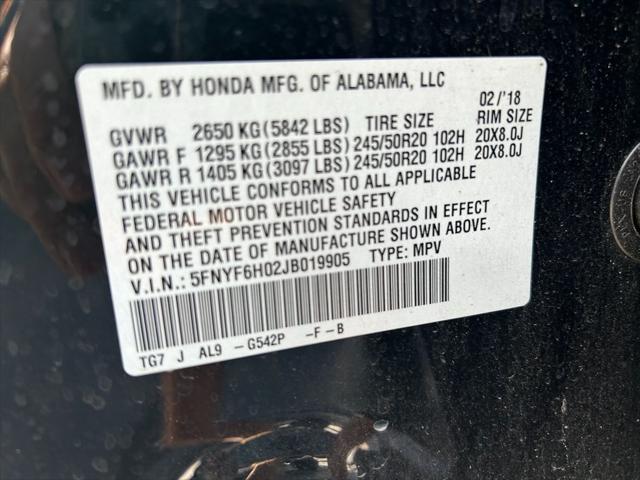 MFD. BY HONDA MFG. OF ALABAMA, LLC
02/'18
GVWR 2650 KG(5842 LBS) TIRE SIZE RIM SIZE
GAWR F 1295 KG(2855 LBS)245/50R20 102H 20X8.0J
GAWR R 1405 KG(3097 LBS)245/50R20 102H 20X8.0J
THIS VEHICLE CONFORMS TO ALL APPLICABLE
FEDERAL MOTOR VEHICLE SAFETY
AND THEFT PREVENTION STANDARDS IN EFFECT
ON THE DATE OF MANUFACTURE SHOWN ABOVE.
V.I.N.: 5FNYF6H02JB019905 TYPE: MPV
TG7 J AL9 -G542P -F-B